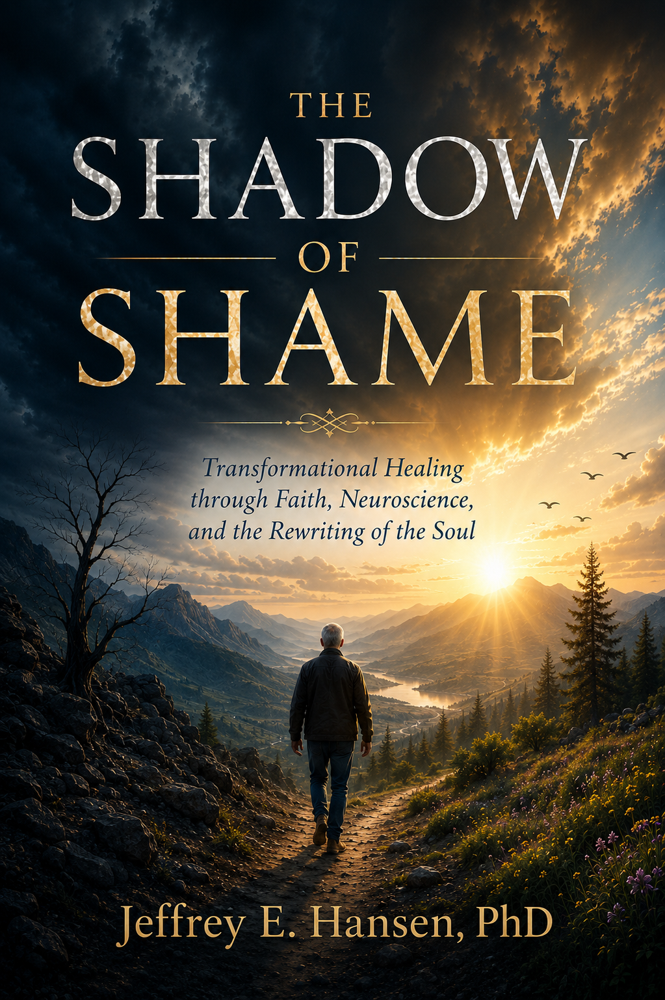 THE
SHADOW
OF
SHAME
Transformational Healing
through Faith, Neuroscience,
and the Rewriting of the Soul
Jeffrey E. Hansen, PhD